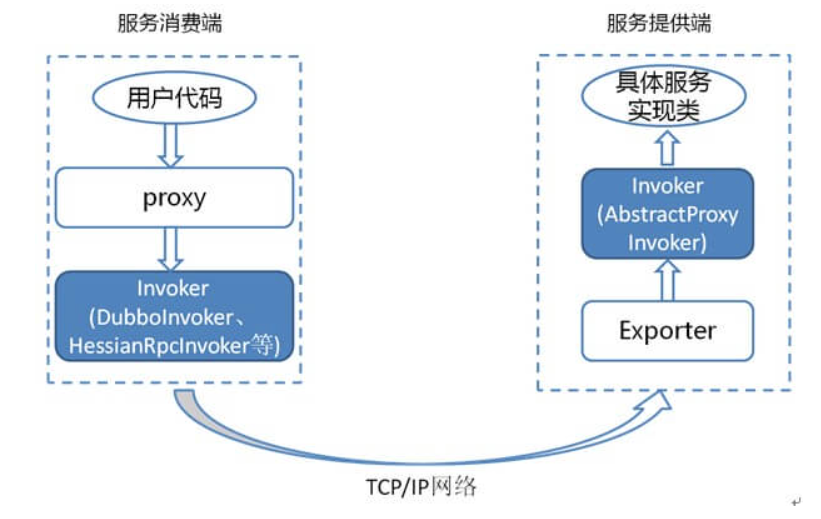 服务消费端
用户代码
proxy
Invoker
(DubboInvoker、
HessianRpcInvoker等)
服务提供端
具体服务
实现类
Invoker
(AbstractProxy
Invoker)
Exporter
TCP/IP网络